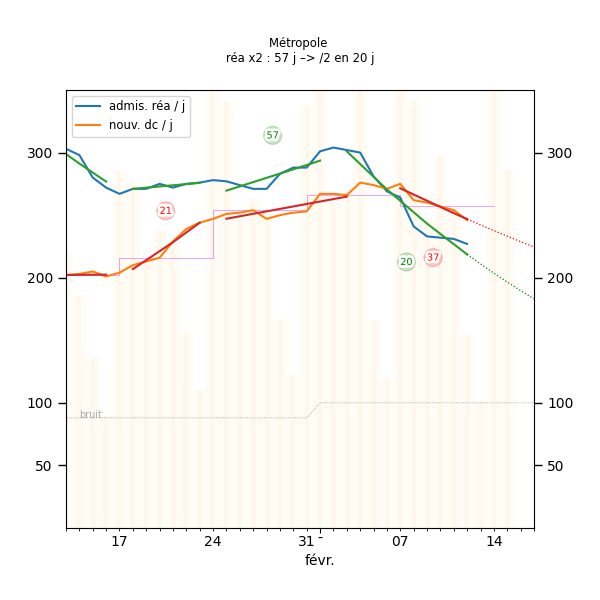 Métropole
réa x2 : 57 j –> /2 en 20 j
admis. réa / j
nouv. dc / j
57
300
300
21
20
37
200
200
100
100
bruit
50
50
17
24
31
07
14
févr.